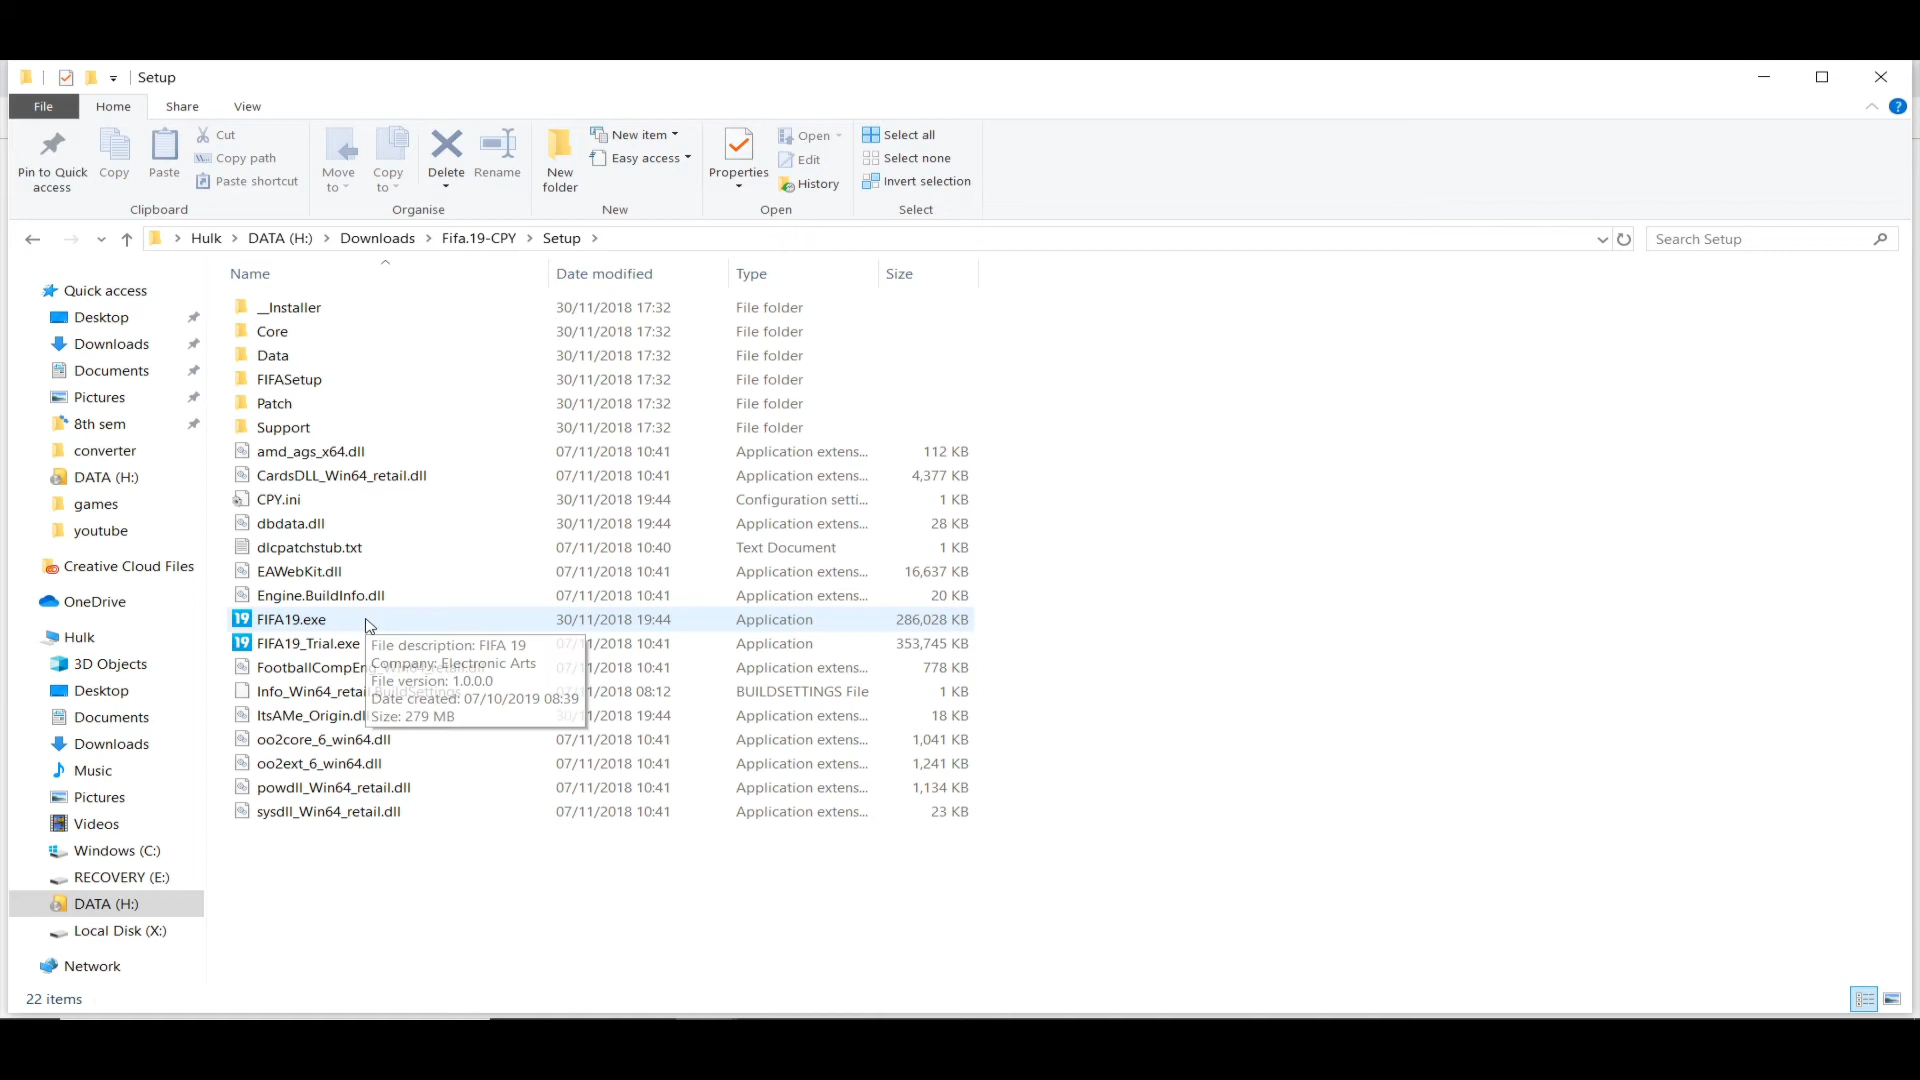 Setup
File Home Share View
Pin to Quick access
Copy
Paste
Cut
Copy path
Paste shortcut
Clipboard
Move to
Copy to
Delete
Rename
Organise
New folder
New item
Easy access
New
Properties
Open
Edit
History
Open
Select all
Select none
Invert selection
Select
Hulk > DATA (H:) > Downloads > Fifa.19-CPY > Setup >
Search Setup
Quick access
Desktop
Downloads
Documents
Pictures
8th sem
converter
DATA (H:)
games
youtube
Creative Cloud Files
OneDrive
Hulk
3D Objects
Desktop
Documents
Downloads
Music
Pictures
Videos
Windows (C:)
RECOVERY (E:)
DATA (H:)
Local Disk (X:)
Network
Name Date modified Type Size
__Installer 30/11/2018 17:32 File folder
Core 30/11/2018 17:32 File folder
Data 30/11/2018 17:32 File folder
FIFASetup 30/11/2018 17:32 File folder
Patch 30/11/2018 17:32 File folder
Support 30/11/2018 17:32 File folder
amd_ags_x64.dll 07/11/2018 10:41 Application extens... 112 KB
CardsDLL_Win64_retail.dll 07/11/2018 10:41 Application extens... 4,377 KB
CPY.ini 30/11/2018 19:44 Configuration setti... 1 KB
dbdata.dll 30/11/2018 19:44 Application extens... 28 KB
dlcpatchstub.txt 07/11/2018 10:40 Text Document 1 KB
EAWebKit.dll 07/11/2018 10:41 Application extens... 16,637 KB
Engine.BuildInfo.dll 07/11/2018 10:41 Application extens... 20 KB
19 FIFA19.exe 30/11/2018 19:44 Application 286,028 KB
19 FIFA19_Trial.exe 07/11/2018 10:41 Application 353,745 KB
FootballCompEng_Win64_retail.dll 07/11/2018 10:41 Application extens... 778 KB
Info_Win64_retail.BuildSettings 07/11/2018 08:12 BUILDSETTINGS File 1 KB
ItsAMe_Origin.dll 30/11/2018 19:44 Application extens... 18 KB
oo2core_6_win64.dll 07/11/2018 10:41 Application extens... 1,041 KB
oo2ext_6_win64.dll 07/11/2018 10:41 Application extens... 1,241 KB
powdll_Win64_retail.dll 07/11/2018 10:41 Application extens... 1,134 KB
sysdll_Win64_retail.dll 07/11/2018 10:41 Application extens... 23 KB
File description: FIFA 19
Company: Electronic Arts
File version: 1.0.0.0
Date created: 07/10/2019 08:39
Size: 279 MB
22 items